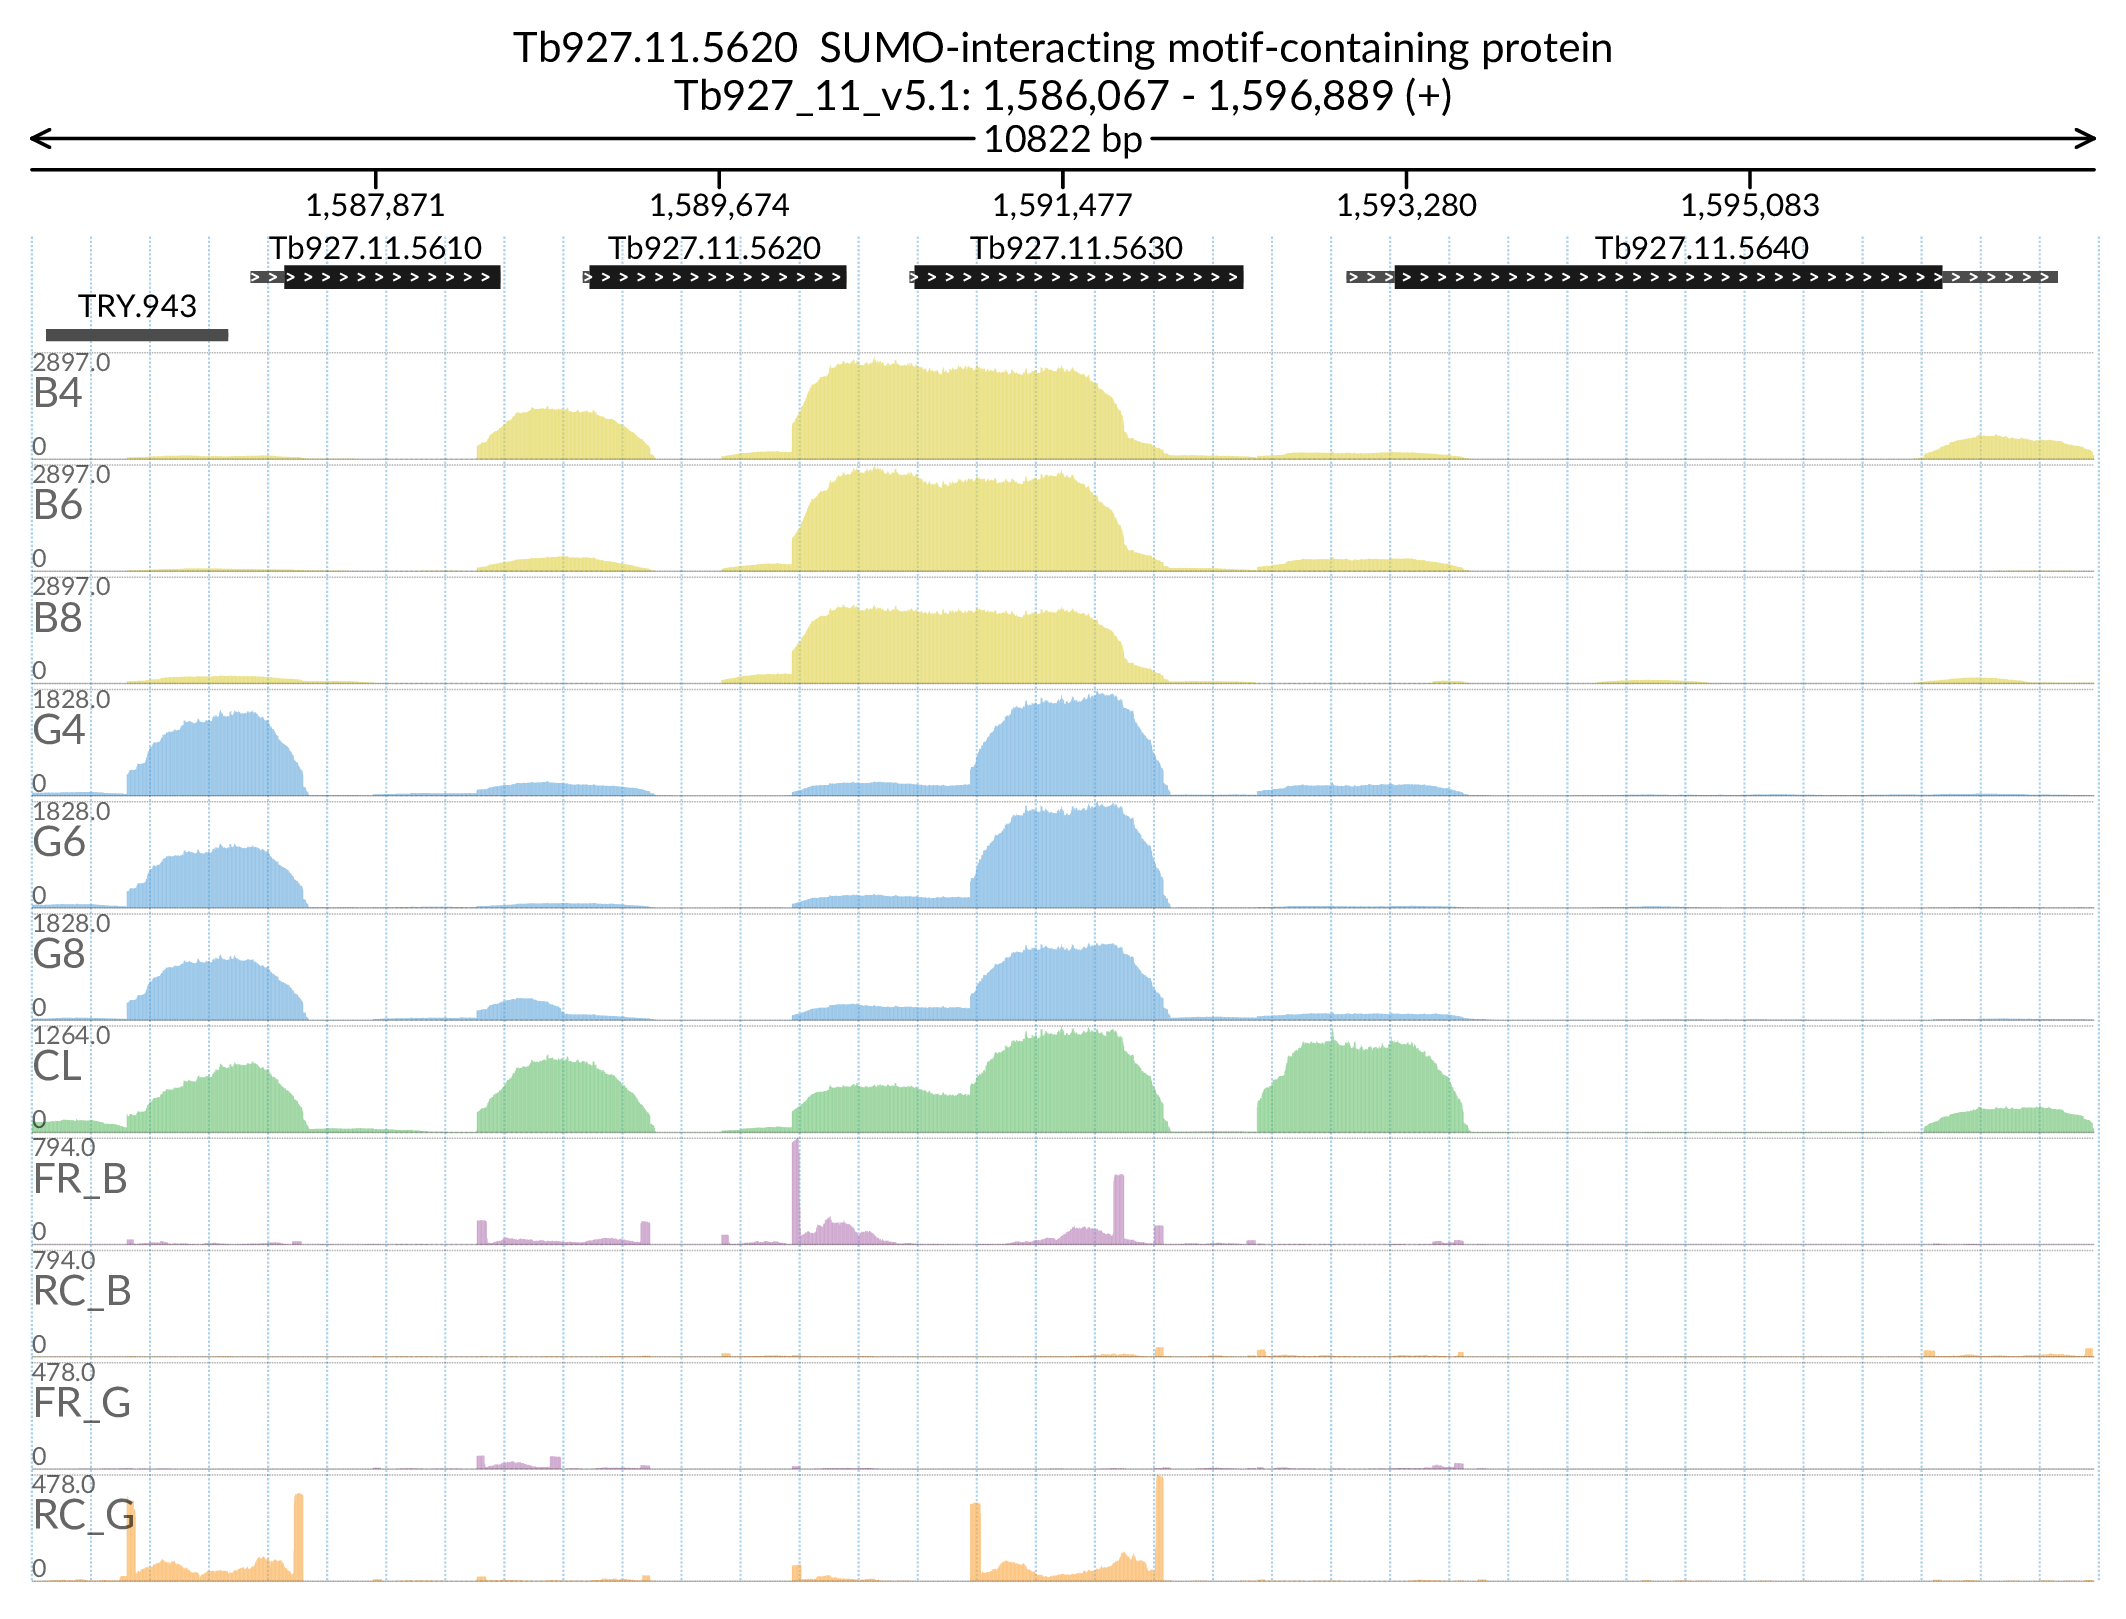 Tb927.11.5620 SUMO-interacting motif-containing protein
Tb927_11_v5.1: 1,586,067 - 1,596,889 (+)
10822 bp
1,587,871 1,589,674 1,591,477 1,593,280 1,595,083
Tb927.11.5610 Tb927.11.5620 Tb927.11.5630 Tb927.11.5640
TRY.943
2897.0
B4
0
2897.0
B6
0
2897.0
B8
0
1828.0
G4
0
1828.0
G6
0
1828.0
G8
0
1264.0
CL
0
794.0
FR_B
0
794.0
RC_B
0
478.0
FR_G
0
478.0
RC_G
0